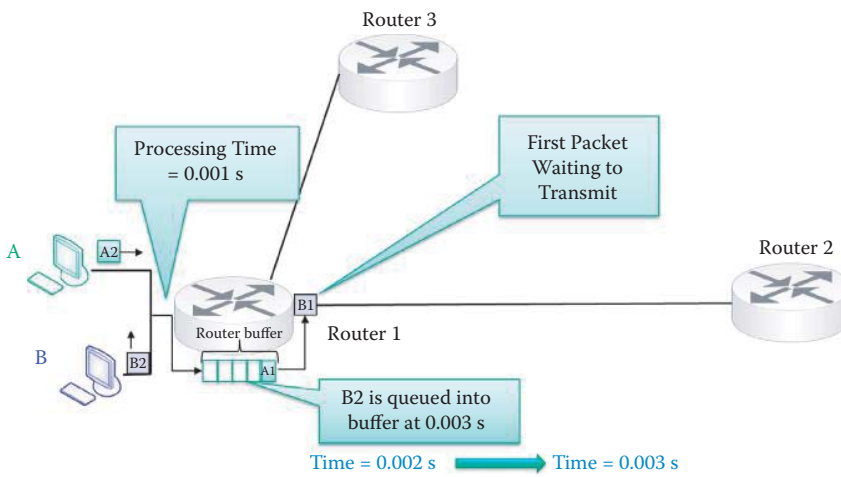 Router 3
Processing Time
= 0.001 s
First Packet
Waiting to
Transmit
A
A2
Router 2
B1
Router buffer
Router 1
B
B2
A1
B2 is queued into
buffer at 0.003 s
Time = 0.002 s
Time = 0.003 s